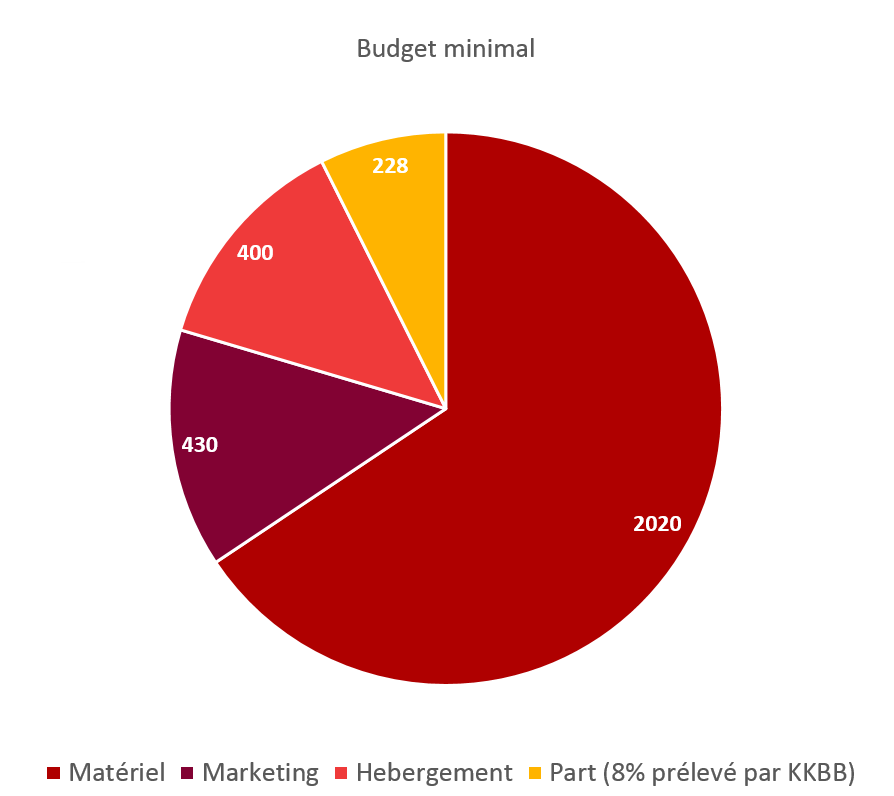 Budget minimal
228
400
430
2020
Matériel Marketing Hebergement Part (8% prélevé par KKBB)